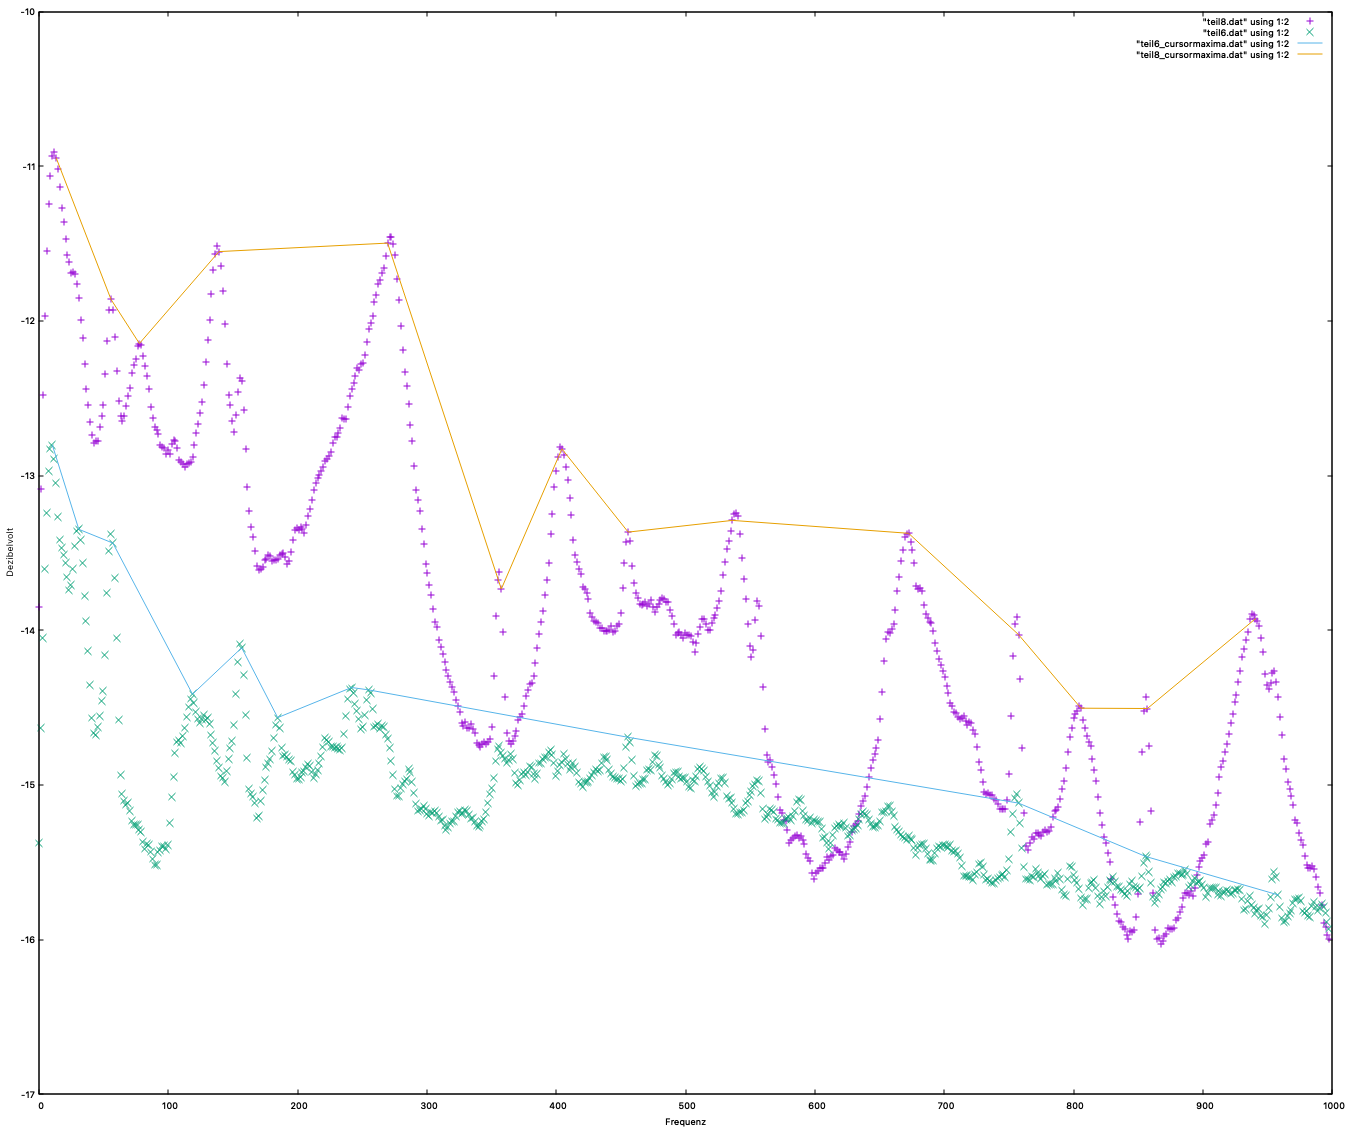 -10
"teil8.dat" using 1:2
"teil6.dat" using 1:2
"teil6_cursormaxima.dat" using 1:2
"teil8_cursormaxima.dat" using 1:2
-11
-12
-13
Dezibelvolt
-14
-15
-16
-17
0 100 200 300 400 500 600 700 800 900 1000
Frequenz